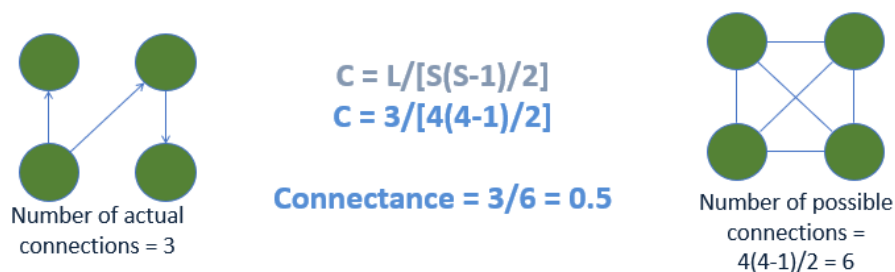 C = L/[S(S-1)/2]
C = 3/[4(4-1)/2]
Connectance = 3/6 = 0.5
Number of actual
connections = 3
Number of possible
connections =
4(4-1)/2 = 6